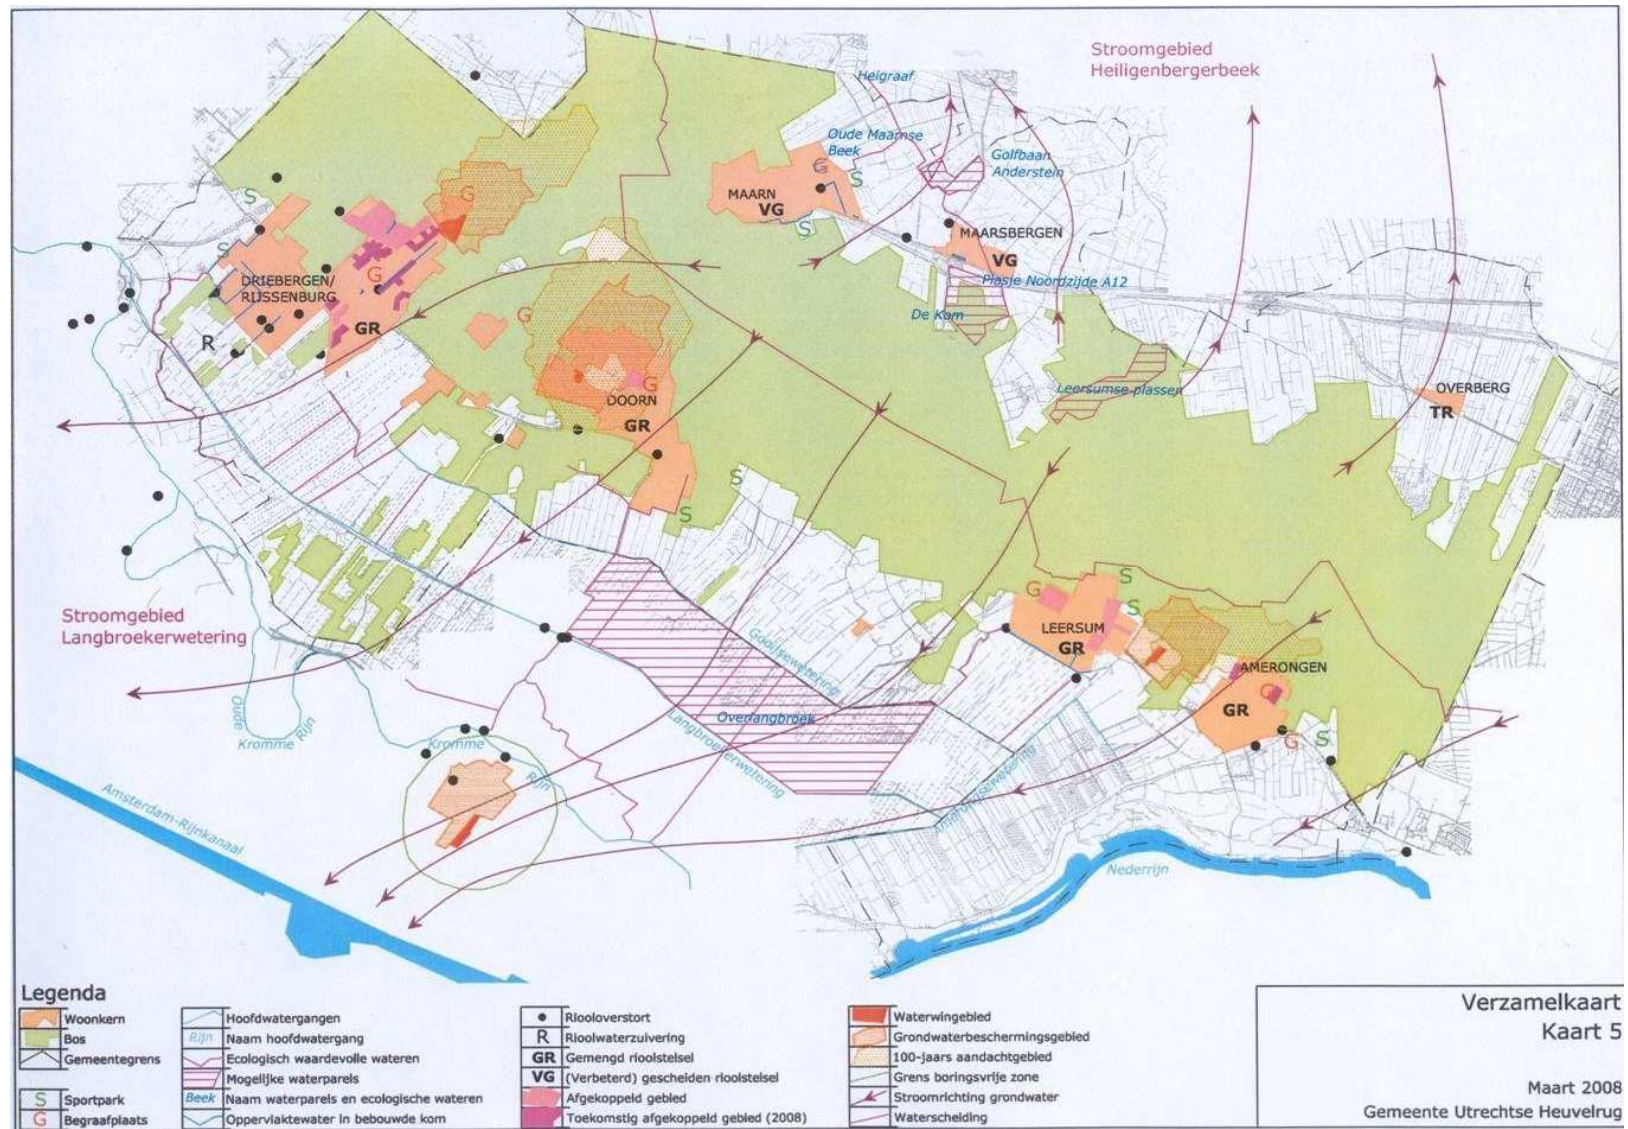 Stroomgebied
Heiligenbergerbeek
Heigraaf
Oude Maarnse
Beek
G
S
Golfbaan
Anderstein
MAARN
VG
S
MAARSBERGEN
VG
Plasje Noordzijde A12
De Kom
S
S
G
DRIEBERGEN/
RIJSSENBURG
G
GR
R
G
G
DOORN
GR
Leersumse plassen
OVERBERG
TR
S
S
Stroomgebied
Langbroekerwetering
G
S
S
LEERSUM
GR
AMERONGEN
G
GR
G
S
Gooijsewetering
Overlangbroek
Langbroekerwetering
Amerongsewetering
Oude
Kromme
Rijn
Kromme
Rijn
Amsterdam-Rijnkanaal
Nederrijn
Legenda
Woonkern
Bos
Gemeentegrens
S Sportpark
G Begraafplaats
Hoofdwatergangen
Rijn Naam hoofdwatergang
Ecologisch waardevolle wateren
Mogelijke waterparels
Beek Naam waterparels en ecologische wateren
Oppervlaktewater in bebouwde kom
Riooloverstort
R Rioolwaterzuivering
GR Gemengd rioolstelsel
VG (Verbeterd) gescheiden rioolstelsel
Afgekoppeld gebied
Toekomstig afgekoppeld gebied (2008)
Waterwingebied
Grondwaterbeschermingsgebied
100-jaars aandachtgebied
Grens boringsvrije zone
Stroomrichting grondwater
Waterscheiding
Verzamelkaart
Kaart 5
Maart 2008
Gemeente Utrechtse Heuvelrug